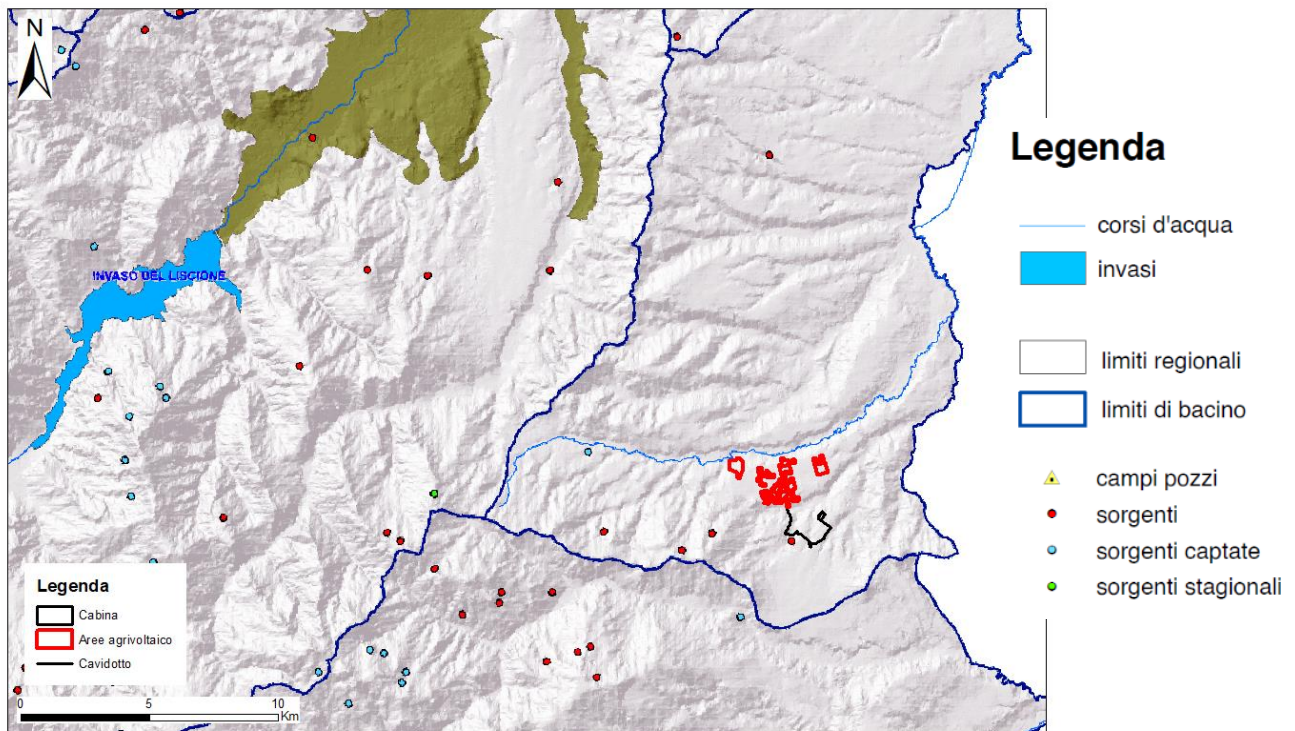 N
INVASO DEL LISCIONE
Legenda
Cabina
Aree agrivoltaico
Cavidotto
0 5 10
Km
Legenda
corsi d'acqua
invasi
limiti regionali
limiti di bacino
campi pozzi
sorgenti
sorgenti captate
sorgenti stagionali